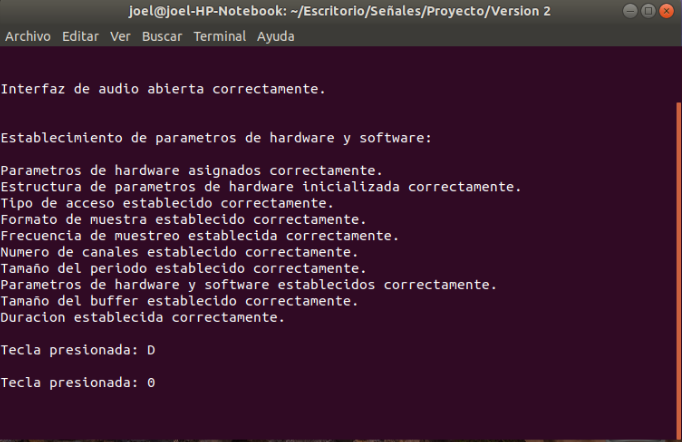 joel@joel-HP-Notebook: ~/Escritorio/Señales/Proyecto/Version 2
Archivo Editar Ver Buscar Terminal Ayuda
Interfaz de audio abierta correctamente.
Establecimiento de parametros de hardware y software:
Parametros de hardware asignados correctamente.
Estructura de parametros de hardware inicializada correctamente.
Tipo de acceso establecido correctamente.
Formato de muestra establecido correctamente.
Frecuencia de muestreo establecida correctamente.
Numero de canales establecido correctamente.
Tamaño del periodo establecido correctamente.
Parametros de hardware y software establecidos correctamente.
Tamaño del buffer establecido correctamente.
Duracion establecida correctamente.
Tecla presionada: D
Tecla presionada: 0